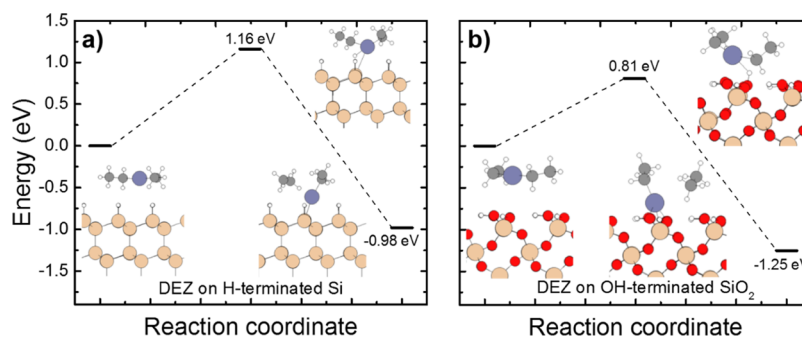 a)
1.16 eV
-0.98 eV
DEZ on H-terminated Si
Energy (eV)
1.5
1.0
0.5
0.0
-0.5
-1.0
-1.5
Reaction coordinate
b)
0.81 eV
-1.25 eV
DEZ on OH-terminated SiO₂
Reaction coordinate